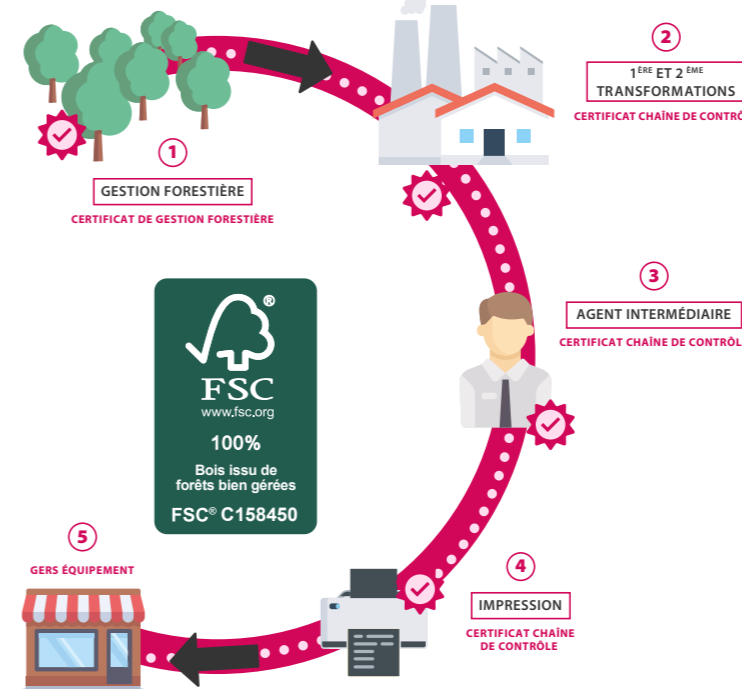 1
GESTION FORESTIÈRE
CERTIFICAT DE GESTION FORESTIÈRE
2
1ÈRE ET 2 ÈME
TRANSFORMATIONS
CERTIFICAT CHAÎNE DE CONTRÔ
3
AGENT INTERMÉDIAIRE
CERTIFICAT CHAÎNE DE CONTRÔL
FSC
®
www.fsc.org
100%
Bois issu de
forêts bien gérées
FSC® C158450
4
IMPRESSION
CERTIFICAT CHAÎNE
DE CONTRÔLE
5
GERS ÉQUIPEMENT